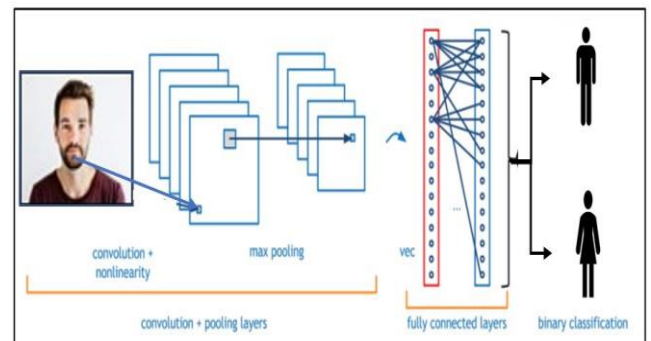 convolution +
nonlinearity
max pooling
vec
...
convolution + pooling layers
fully connected layers
binary classification